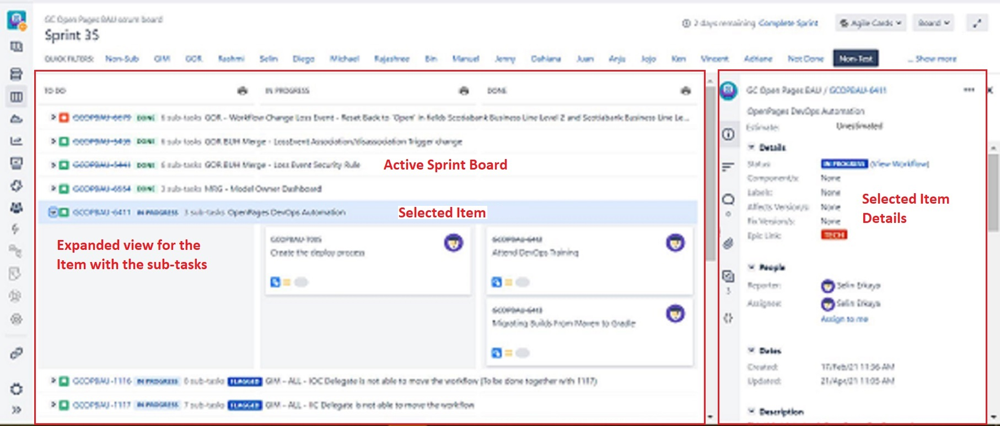 GC Open Pages BAU scrum board
Sprint 35
2 days remaining Complete Sprint
Agile Cards
Board
QUICK FILTERS: Non-Sub GIM GOR Rashmi Selin Diego Michael Rajashree Bin Manuel Jenny Dahiana Juan Anju Jojo Ken Vincent Adriane Not Done Non-Test ... Show more
TO DO
IN PROGRESS
DONE
DONE 6 sub-tasks GOR - Workflow Change Loss Event - Reset Back to 'Open' in fields Scotiabank Business Line Level 2 and Scotiabank Business Line Le...
DONE 6 sub-tasks GOR BUH Merge - LossEvent Association/disassociation Trigger change
GCOPBAU-5441 DONE 6 sub-tasks GOR BUH Merge - Loss Event Security Rule
Active Sprint Board
GCOPBAU-6554 DONE 3 sub-tasks MRG - Model Owner Dashboard
GCOPBAU-6411 IN PROGRESS 3 sub-tasks OpenPages DevOps Automation
Selected Item
Expanded view for the
Item with the sub-tasks
GCOPBAU-7005
Create the deploy process
GCOPBAU-6412
Attend DevOps Training
GCOPBAU-6413
Migrating Builds From Maven to Gradle
GCOPBAU-1116 IN PROGRESS 6 sub-tasks FLAGGED GIM - ALL - IOC Delegate is not able to move the workflow (To be done together with 1117)
GCOPBAU-1117 IN PROGRESS 7 sub-tasks FLAGGED GIM - ALL - IC Delegate is not able to move the workflow
GC Open Pages BAU / GCOPBAU-6411
OpenPages DevOps Automation
Estimate: Unestimated
Details
Status: IN PROGRESS (View Workflow)
Component/s: None
Labels: None
Affects Version/s: None
Fix Version/s: None
Epic Link: TECH
Selected Item
Details
0
3
People
Reporter: Selin Erkaya
Assignee: Selin Erkaya
Assign to me
Dates
Created: 17/Feb/21 11:36 AM
Updated: 21/Apr/21 11:05 AM
Description